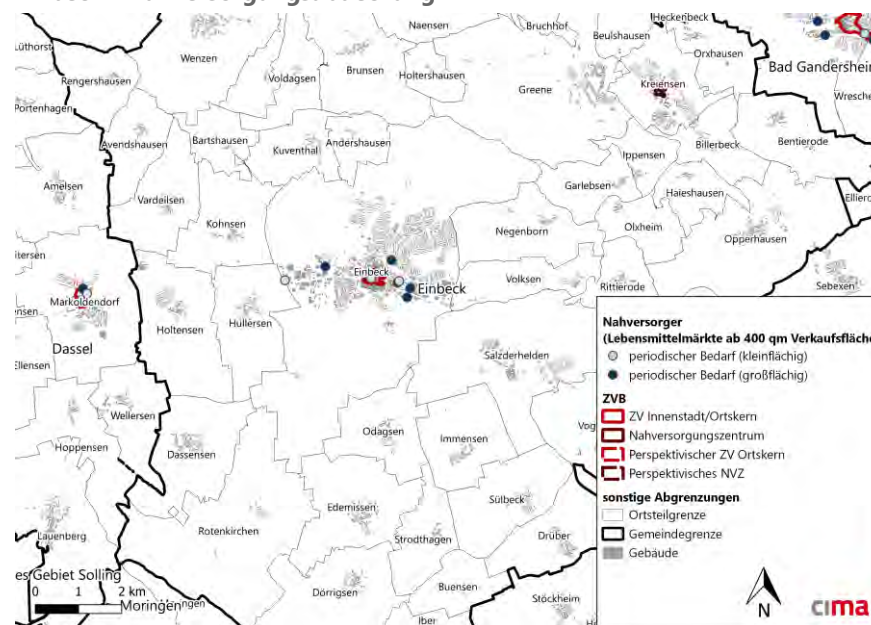 Naensen
Bruchhof
Heckenbeck
Lüthorst
Wenzen
Beulshausen
Orxhausen
Brunsen
Holtershausen
Bad Gandersheim
Rengershausen
Voldagsen
Greene
Kreiensen
Portenhagen
Avendshausen
Bartshausen
Kuventhal
Andershausen
Billerbeck
Bentierode
Ippensen
Amelsen
Garlebsen
Haieshausen
Vardeilsen
Kohnsen
Negenborn
Olxheim
Opperhausen
Einbeck
Volksen
Rittierode
Sebexen
Einbeck
Markoldendorf
Holtensen
Hullersen
Dassel
Salzderhelden
Ellensen
Wellersen
Odagsen
Immensen
Hoppensen
Dassensen
Sülbeck
Edemissen
Rotenkirchen
Strodthagen
Drüber
Lauenberg
es Gebiet Solling
Moringen
Dörrigsen
Buensen
Stöckheim
Iber
Nahversorger
(Lebensmittelmärkte ab 400 qm Verkaufsfläche
periodischer Bedarf (kleinflächig)
periodischer Bedarf (großflächig)
ZVB
ZV Innenstadt/Ortskern
Nahversorgungszentrum
Perspektivischer ZV Ortskern
Perspektivisches NVZ
sonstige Abgrenzungen
Ortsteilgrenze
Gemeindegrenze
Gebäude
0 1 2 km
N
cima